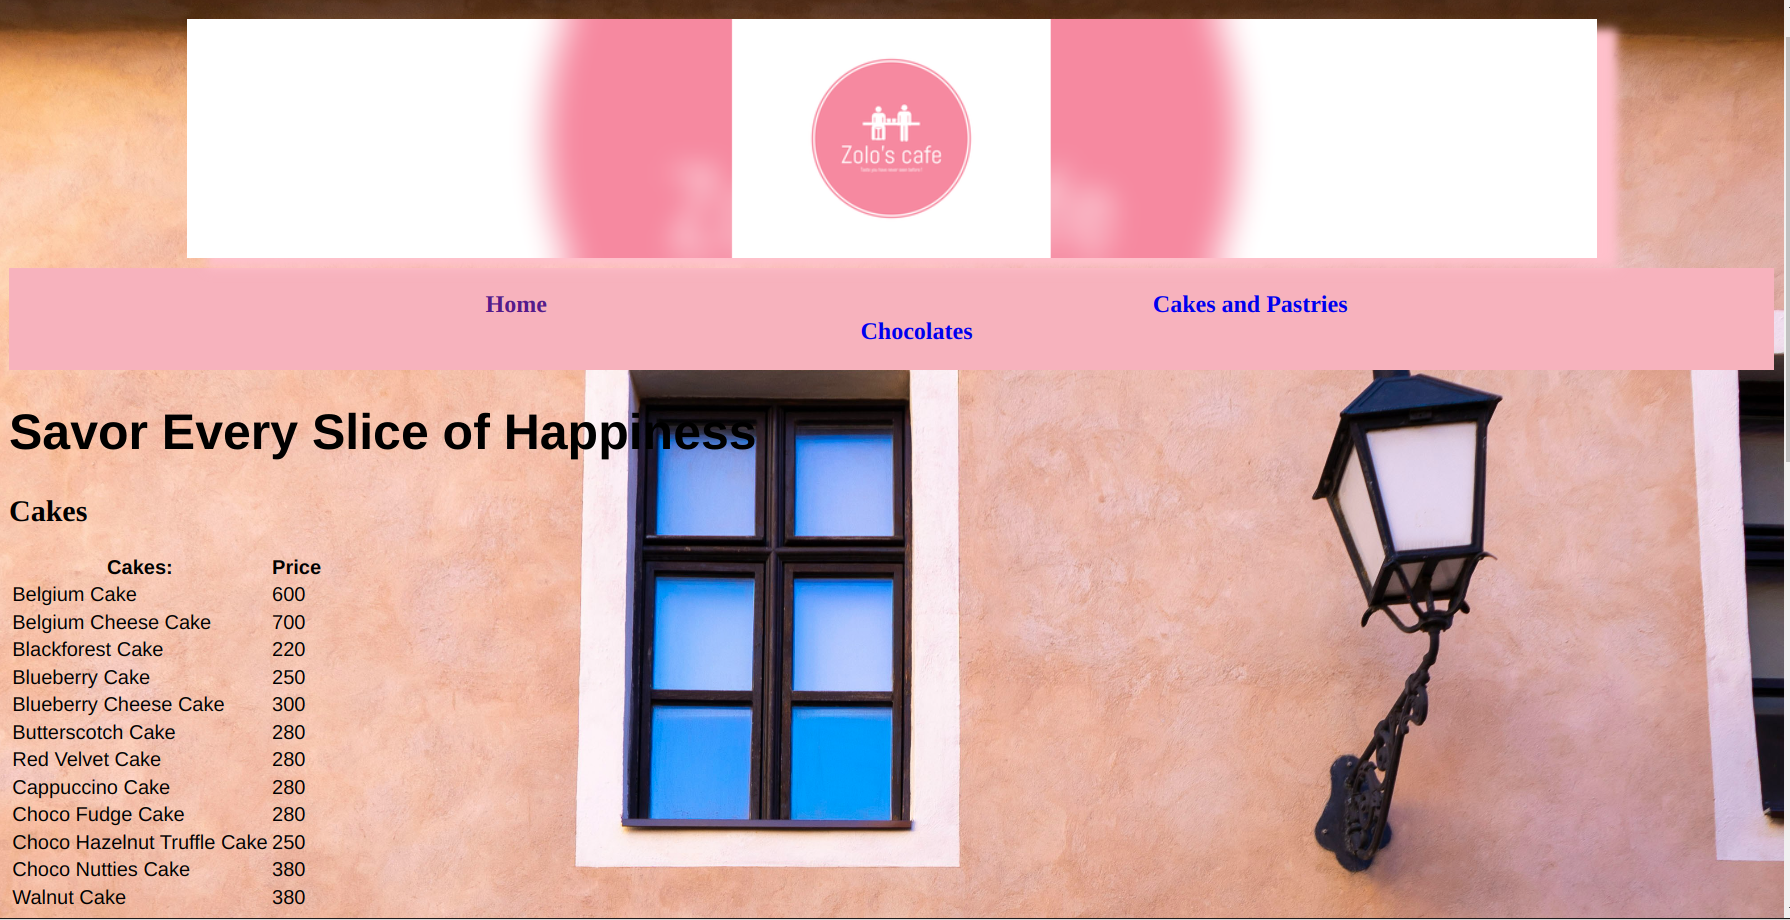 Zolo's cafe
Home Cakes and Pastries
Chocolates
Savor Every Slice of Happiness
Cakes
Cakes: Price
Belgium Cake 600
Belgium Cheese Cake 700
Blackforest Cake 220
Blueberry Cake 250
Blueberry Cheese Cake 300
Butterscotch Cake 280
Red Velvet Cake 280
Cappuccino Cake 280
Choco Fudge Cake 280
Choco Hazelnut Truffle Cake 250
Choco Nutties Cake 380
Walnut Cake 380